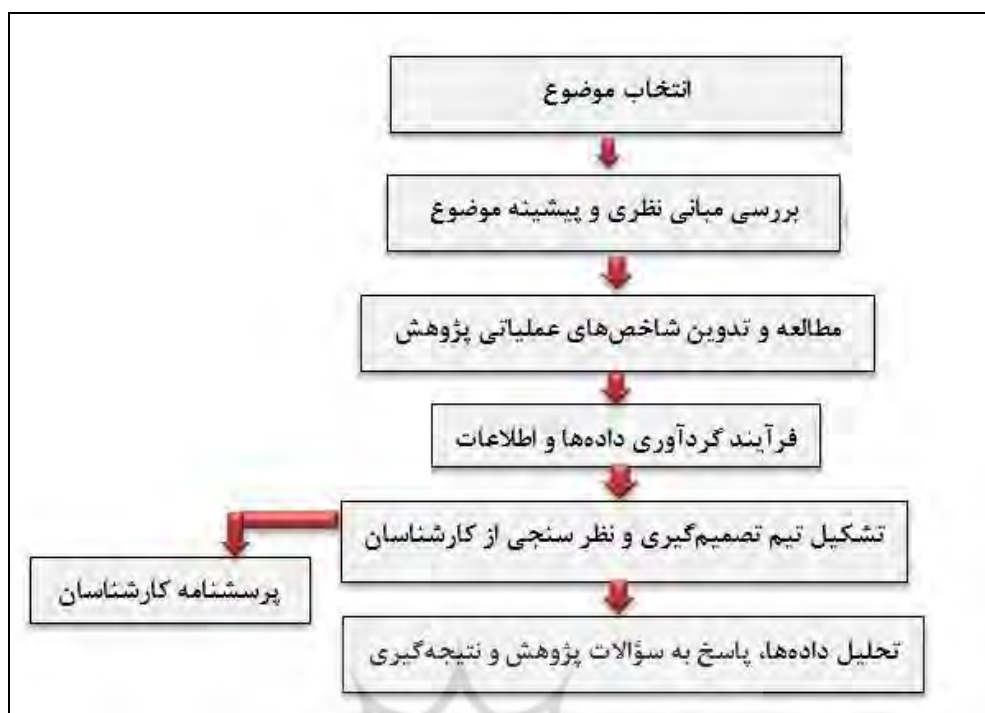 انتخاب موضوع
بررسی مبانی نظری و پیشینه موضوع
مطالعه و تدوین شاخص‌های عملیاتی پژوهش
فرآیند گردآوری داده‌ها و اطلاعات
تشکیل تیم تصمیم‌گیری و نظر سنجی از کارشناسان
پرسشنامه کارشناسان
تحلیل داده‌ها، پاسخ به سؤالات پژوهش و نتیجه‌گیری